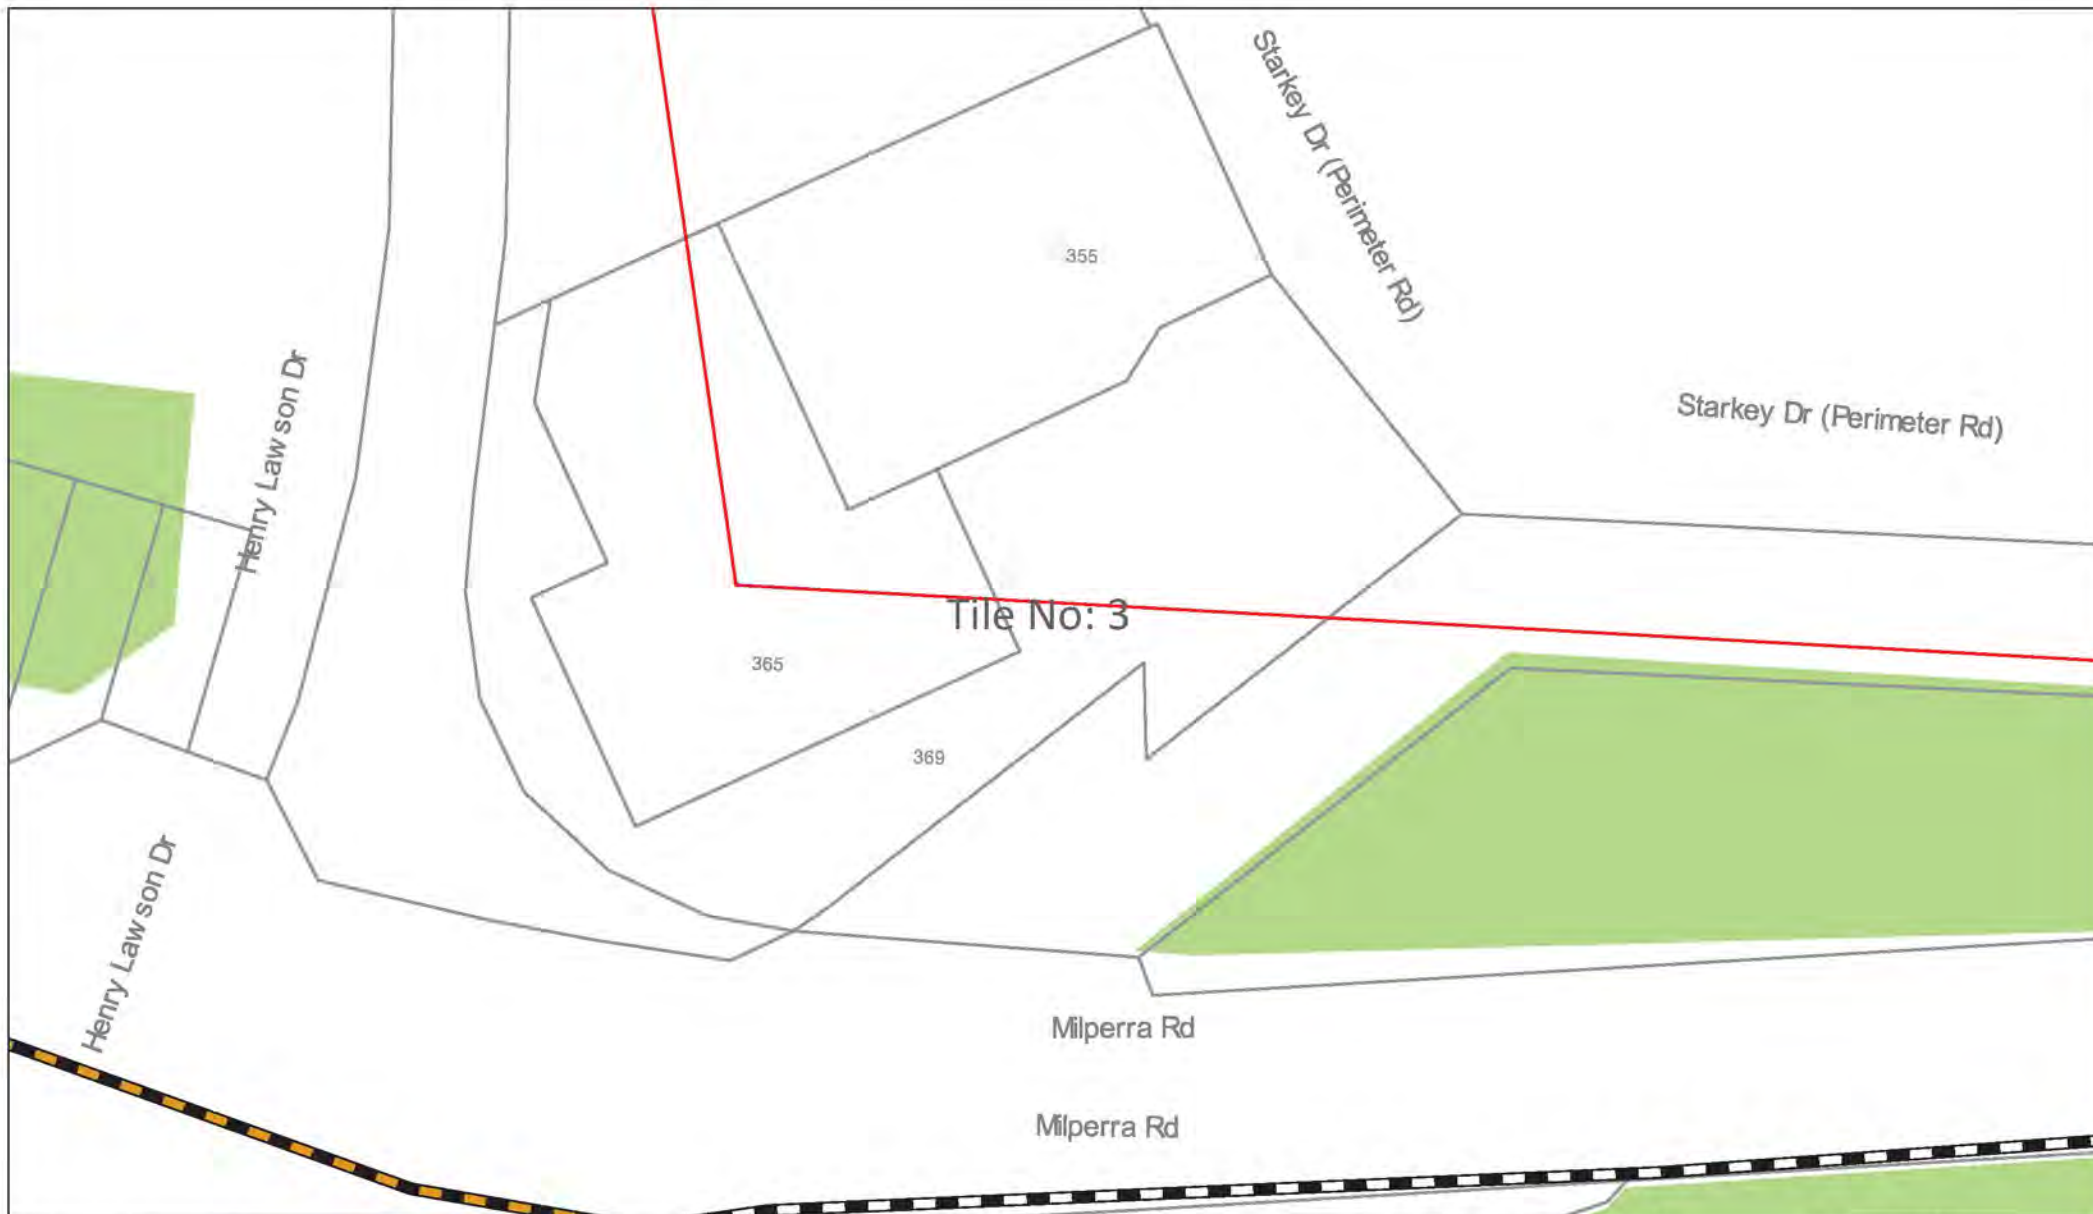 Starkey Dr (Perimeter Rd)
355
Henry Lawson Dr
Starkey Dr (Perimeter Rd)
Tile No: 3
365
369
Henry Lawson Dr
Milperra Rd
Milperra Rd